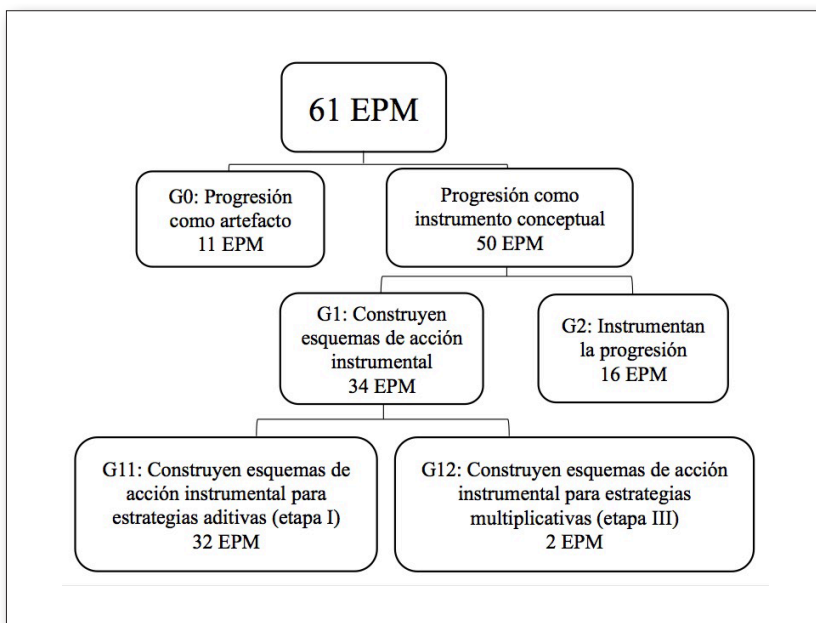 61 EPM
G0: Progresión
como artefacto
11 EPM
Progresión como
instrumento conceptual
50 EPM
G1: Construyen
esquemas de acción
instrumental
34 EPM
G2: Instrumentan
la progresión
16 EPM
G11: Construyen esquemas de
acción instrumental para
estrategias aditivas (etapa I)
32 EPM
G12: Construyen esquemas de acción
instrumental para estrategias
multiplicativas (etapa III)
2 EPM